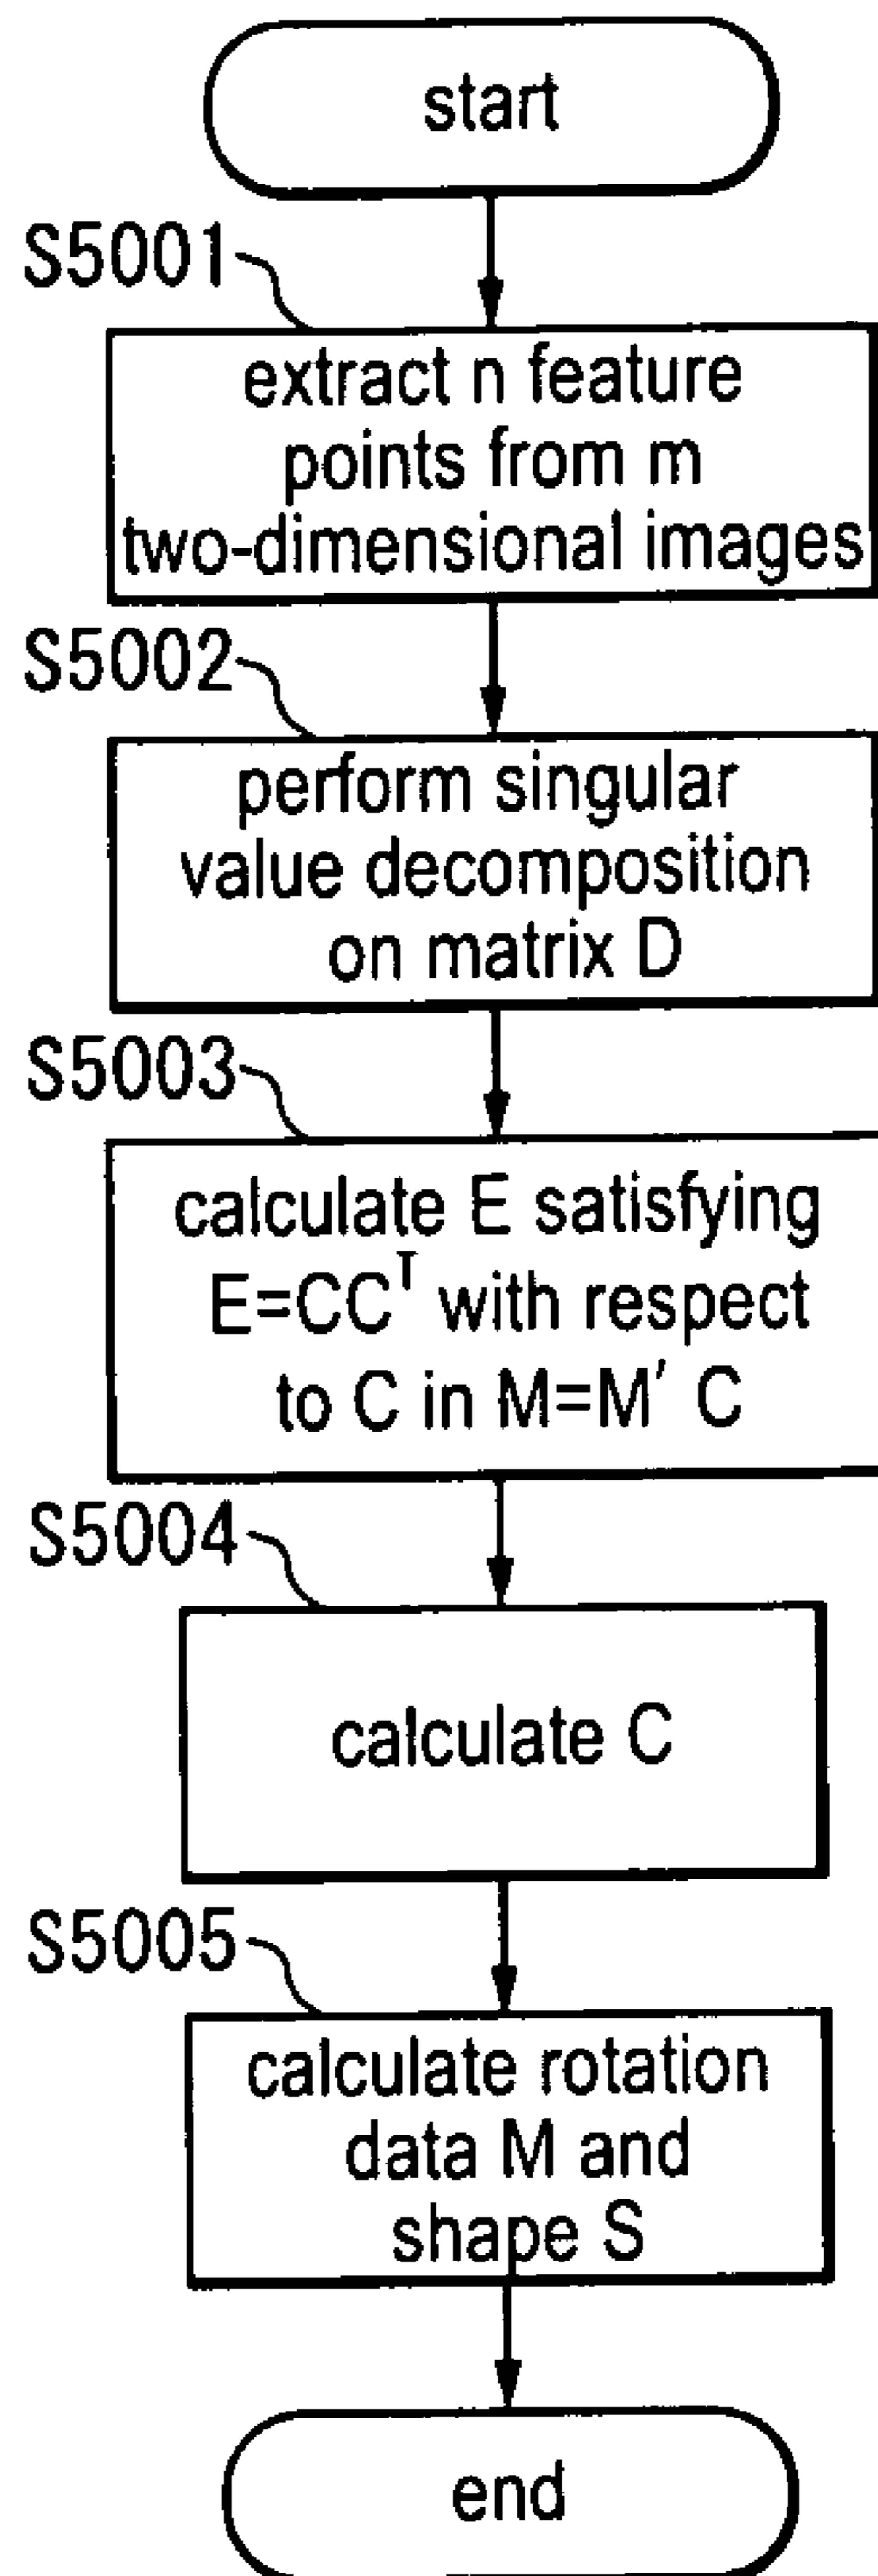 start
S5001
extract n feature
points from m
two-dimensional images
S5002
perform singular
value decomposition
on matrix D
S5003
calculate E satisfying
E=CCᵀ with respect
to C in M=M′ C
S5004
calculate C
S5005
calculate rotation
data M and
shape S
end